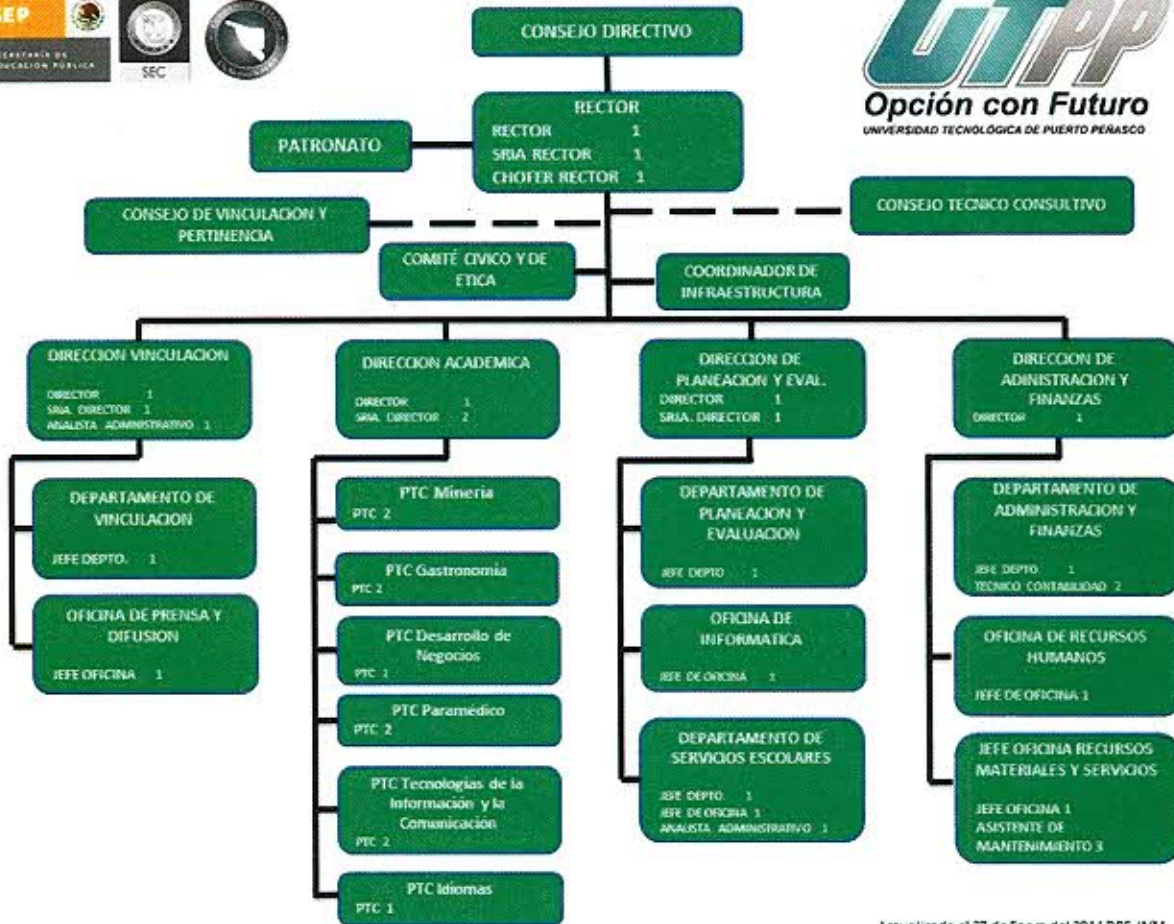 SEP
SECRETARÍA DE
EDUCACIÓN PÚBLICA
SEC
UTPP
Opción con Futuro
UNIVERSIDAD TECNOLÓGICA DE PUERTO PEÑASCO
CONSEJO DIRECTIVO
RECTOR
RECTOR 1
SRIA RECTOR 1
CHOFER RECTOR 1
PATRONATO
CONSEJO DE VINCULACION Y
PERTINENCIA
CONSEJO TECNICO CONSULTIVO
COMITÉ CIVICO Y DE
ETICA
COORDINADOR DE
INFRAESTRUCTURA
DIRECCION VINCULACION
DIRECTOR 1
SRIA. DIRECTOR 1
ANALISTA ADMINISTRATIVO 1
DEPARTAMENTO DE
VINCULACION
JEFE DEPTO. 1
OFICINA DE PRENSA Y
DIFUSION
JEFE OFICINA 1
DIRECCION ACADEMICA
DIRECTOR 1
SRIA. DIRECTOR 2
PTC Minería
PTC 2
PTC Gastronomía
PTC 2
PTC Desarrollo de
Negocios
PTC
PTC Paramédico
PTC 2
PTC Tecnologías de la
Información y la
Comunicación
PTC 2
PTC Idiomas
PTC 1
DIRECCION DE
PLANEACION Y EVAL.
DIRECTOR 1
SRIA. DIRECTOR 1
DEPARTAMENTO DE
PLANEACION Y
EVALUACION
JEFE DEPTO 1
OFICINA DE
INFORMATICA
JEFE DE OFICINA 1
DEPARTAMENTO DE
SERVICIOS ESCOLARES
JEFE DEPTO. 1
JEFE DE OFICINA 1
ANALISTA ADMINISTRATIVO 1
DIRECCION DE
ADINISTRACION Y
FINANZAS
DIRECTOR 1
DEPARTAMENTO DE
ADMINISTRACION Y
FINANZAS
JEFE DEPTO 1
TECNICO CONTABILIDAD 2
OFICINA DE RECURSOS
HUMANOS
JEFE DE OFICINA 1
JEFE OFICINA RECURSOS
MATERIALES Y SERVICIOS
JEFE OFICINA 1
ASISTENTE DE
MANTENIMIENTO 3